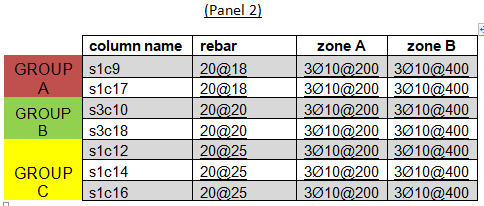 (Panel 2)
column name rebar zone A zone B
GROUP A
s1c9 20@18 3Ø10@200 3Ø10@400
s1c17 20@18 3Ø10@200 3Ø10@400
GROUP B
s3c10 20@20 3Ø10@200 3Ø10@400
s3c18 20@20 3Ø10@200 3Ø10@400
GROUP C
s1c12 20@25 3Ø10@200 3Ø10@400
s1c14 20@25 3Ø10@200 3Ø10@400
s1c16 20@25 3Ø10@200 3Ø10@400